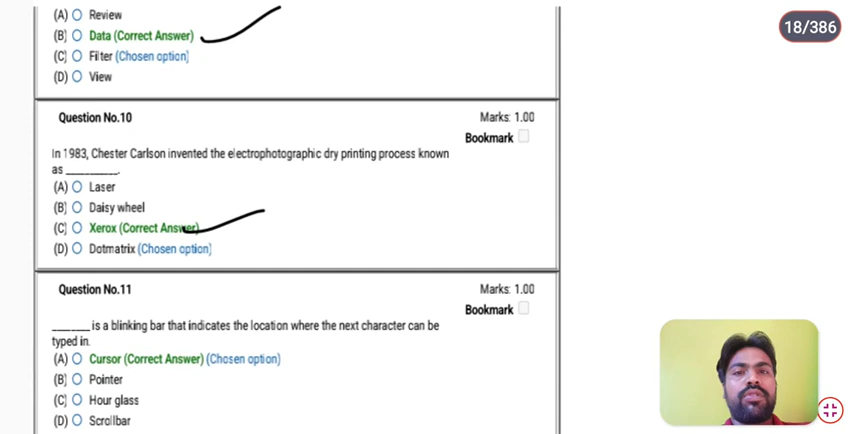 18/386
(A) Review
(B) Data (Correct Answer)
(C) Filter (Chosen option)
(D) View
Question No.10 Marks: 1.00
Bookmark
In 1983, Chester Carlson invented the electrophotographic dry printing process known
as __________.
(A) Laser
(B) Daisy wheel
(C) Xerox (Correct Answer)
(D) Dotmatrix (Chosen option)
Question No.11 Marks: 1.00
Bookmark
_______ is a blinking bar that indicates the location where the next character can be
typed in.
(A) Cursor (Correct Answer) (Chosen option)
(B) Pointer
(C) Hour glass
(D) Scrollbar